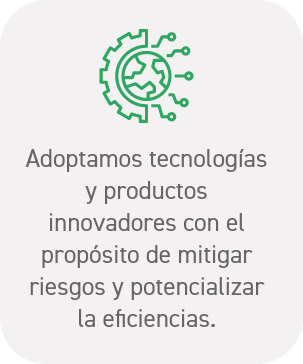 Adoptamos tecnologías
y productos
innovadores con el
propósito de mitigar
riesgos y potencializar
la eficiencias.